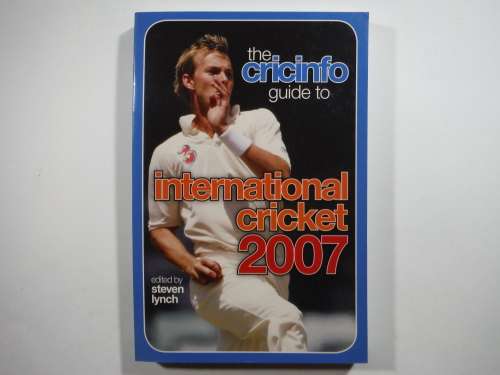 the
cricinfo
guide to
international
cricket
2007
edited by
steven
lynch